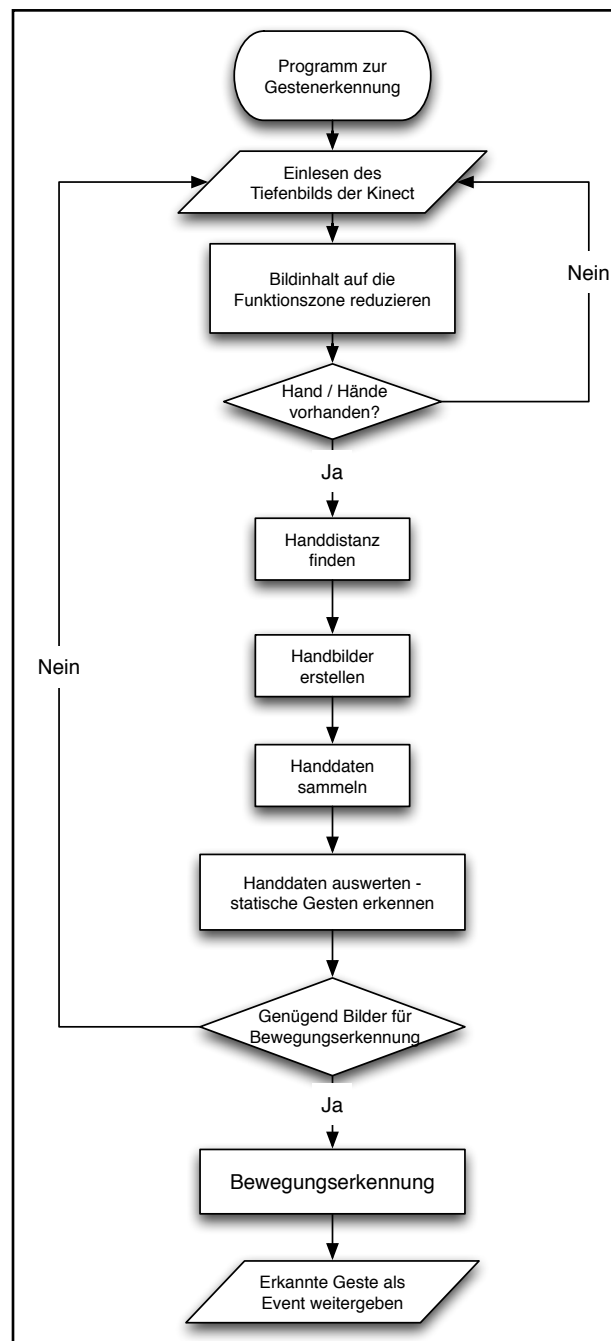 Programm zur
Gestenerkennung
Einlesen des
Tiefenbilds der Kinect
Nein
Bildinhalt auf die
Funktionszone reduzieren
Hand / Hände
vorhanden?
Ja
Handdistanz
finden
Nein
Handbilder
erstellen
Handdaten
sammeln
Handdaten auswerten -
statische Gesten erkennen
Genügend Bilder für
Bewegungserkennung
Ja
Bewegungserkennung
Erkannte Geste als
Event weitergeben